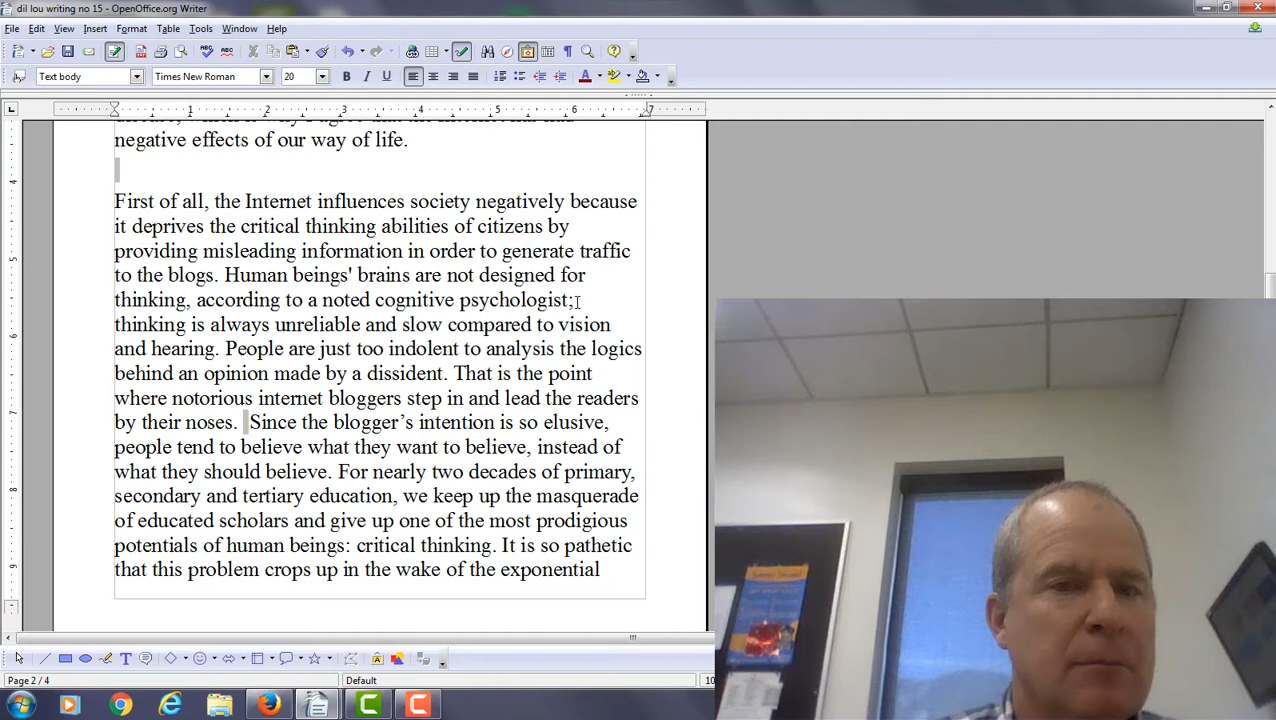 dil lou writing no 15 - OpenOffice.org Writer
File Edit View Insert Format Table Tools Window Help
Text body Times New Roman 20
1 2 3 4 5 6 7
negative effects of our way of life.
First of all, the Internet influences society negatively because
it deprives the critical thinking abilities of citizens by
providing misleading information in order to generate traffic
to the blogs. Human beings' brains are not designed for
thinking, according to a noted cognitive psychologist;
thinking is always unreliable and slow compared to vision
and hearing. People are just too indolent to analysis the logics
behind an opinion made by a dissident. That is the point
where notorious internet bloggers step in and lead the readers
by their noses. Since the blogger’s intention is so elusive,
people tend to believe what they want to believe, instead of
what they should believe. For nearly two decades of primary,
secondary and tertiary education, we keep up the masquerade
of educated scholars and give up one of the most prodigious
potentials of human beings: critical thinking. It is so pathetic
that this problem crops up in the wake of the exponential
Page 2 / 4 Default 10